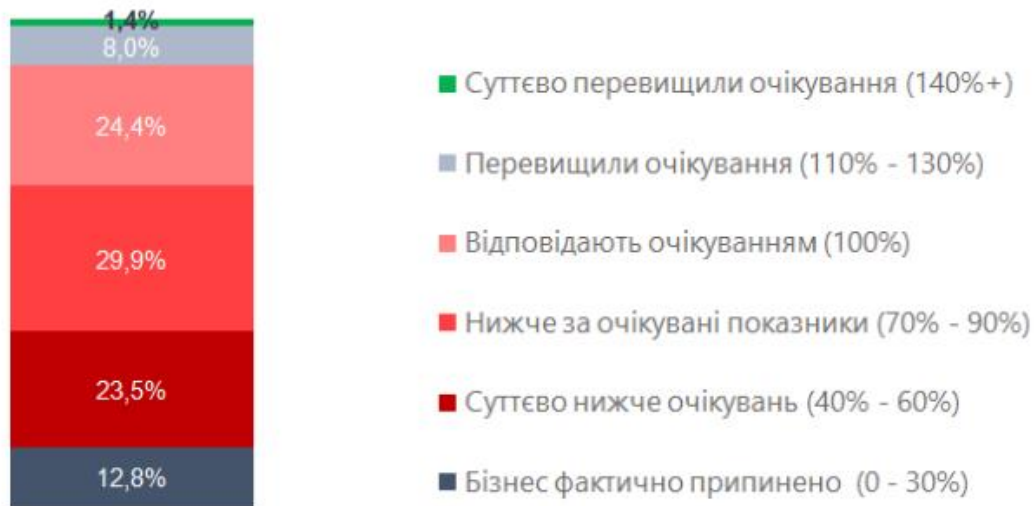 1,4%
8,0%
24,4%
29,9%
23,5%
12,8%
Суттєво перевищили очікування (140%+)
Перевищили очікування (110% - 130%)
Відповідають очікуванням (100%)
Нижче за очікувані показники (70% - 90%)
Суттєво нижче очікувань (40% - 60%)
Бізнес фактично припинено (0 - 30%)